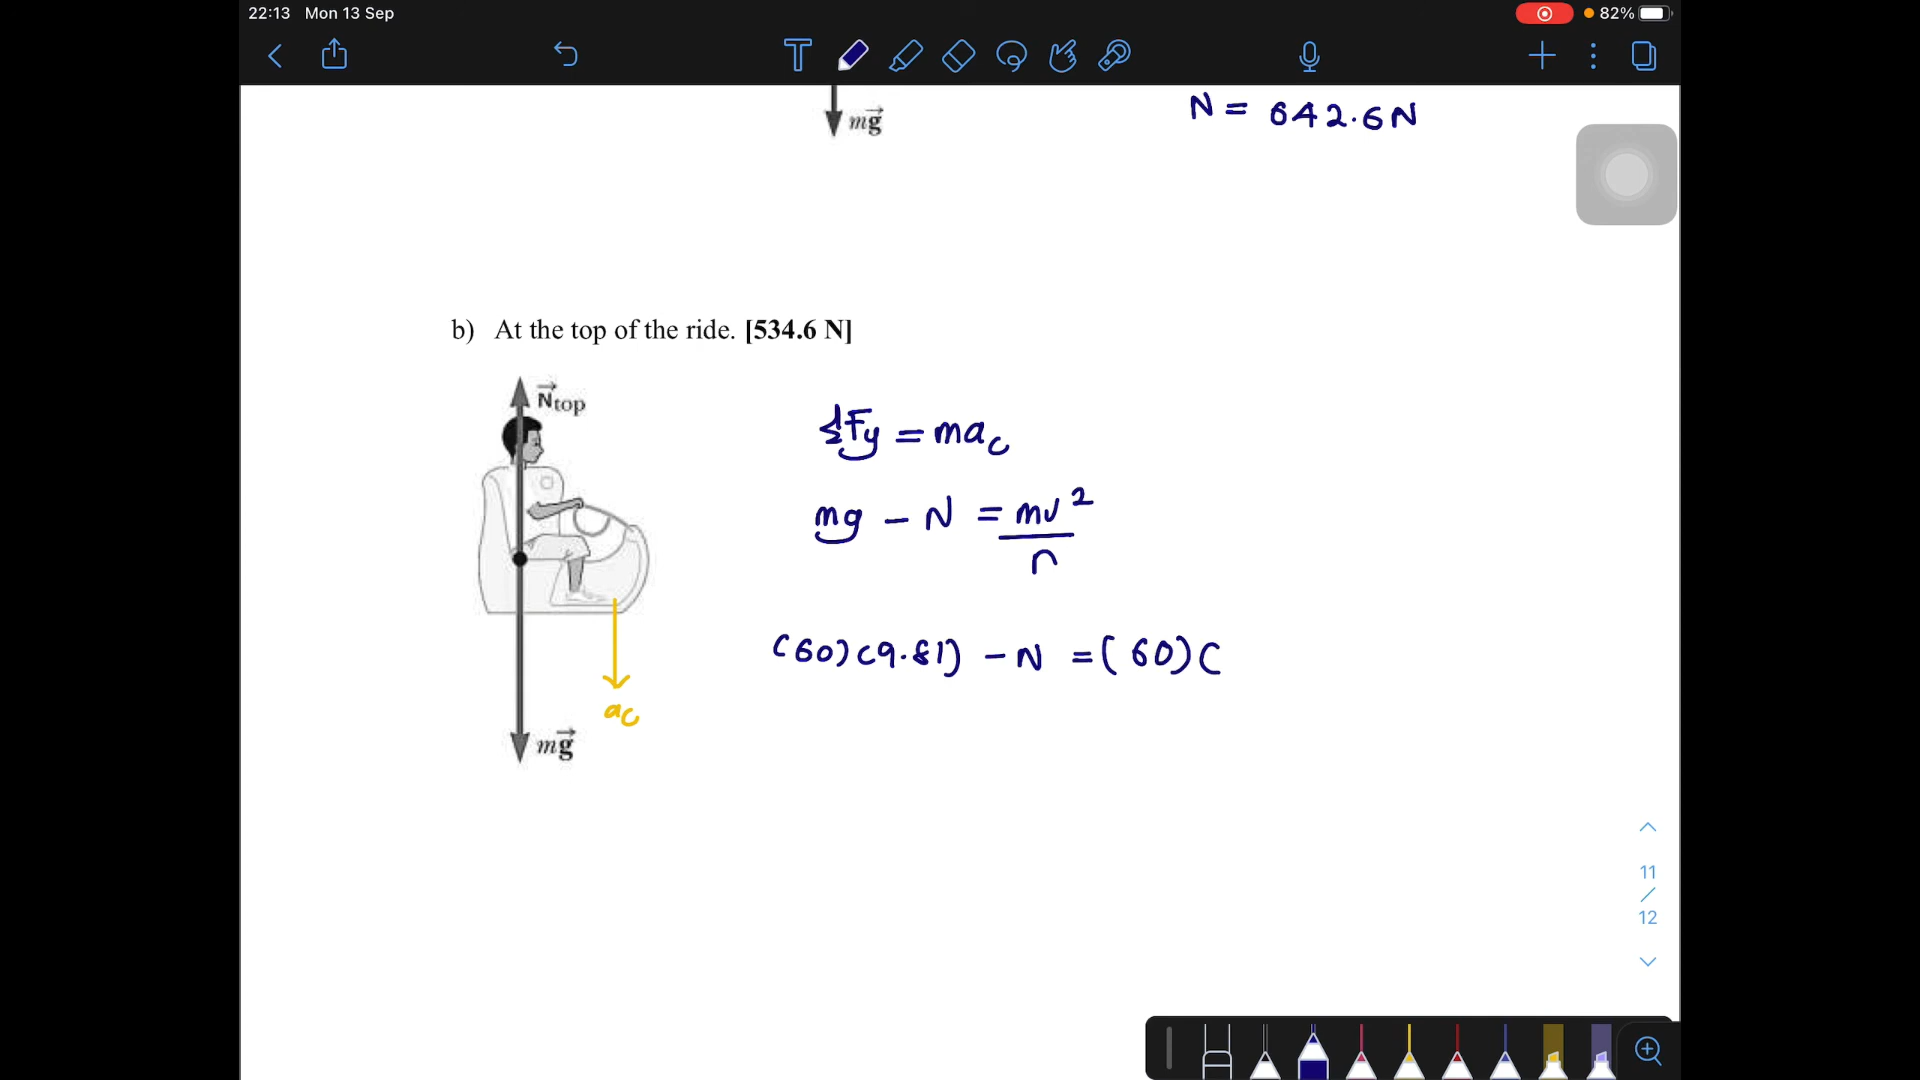 22:13 Mon 13 Sep
82%
mg⃗
N = 642.6N
b) At the top of the ride. [534.6 N]
N⃗top
ΣFy = mac
mg - N = mv²
r
(60)(9.81) - N = (60)(
ac
mg⃗
11
/
12